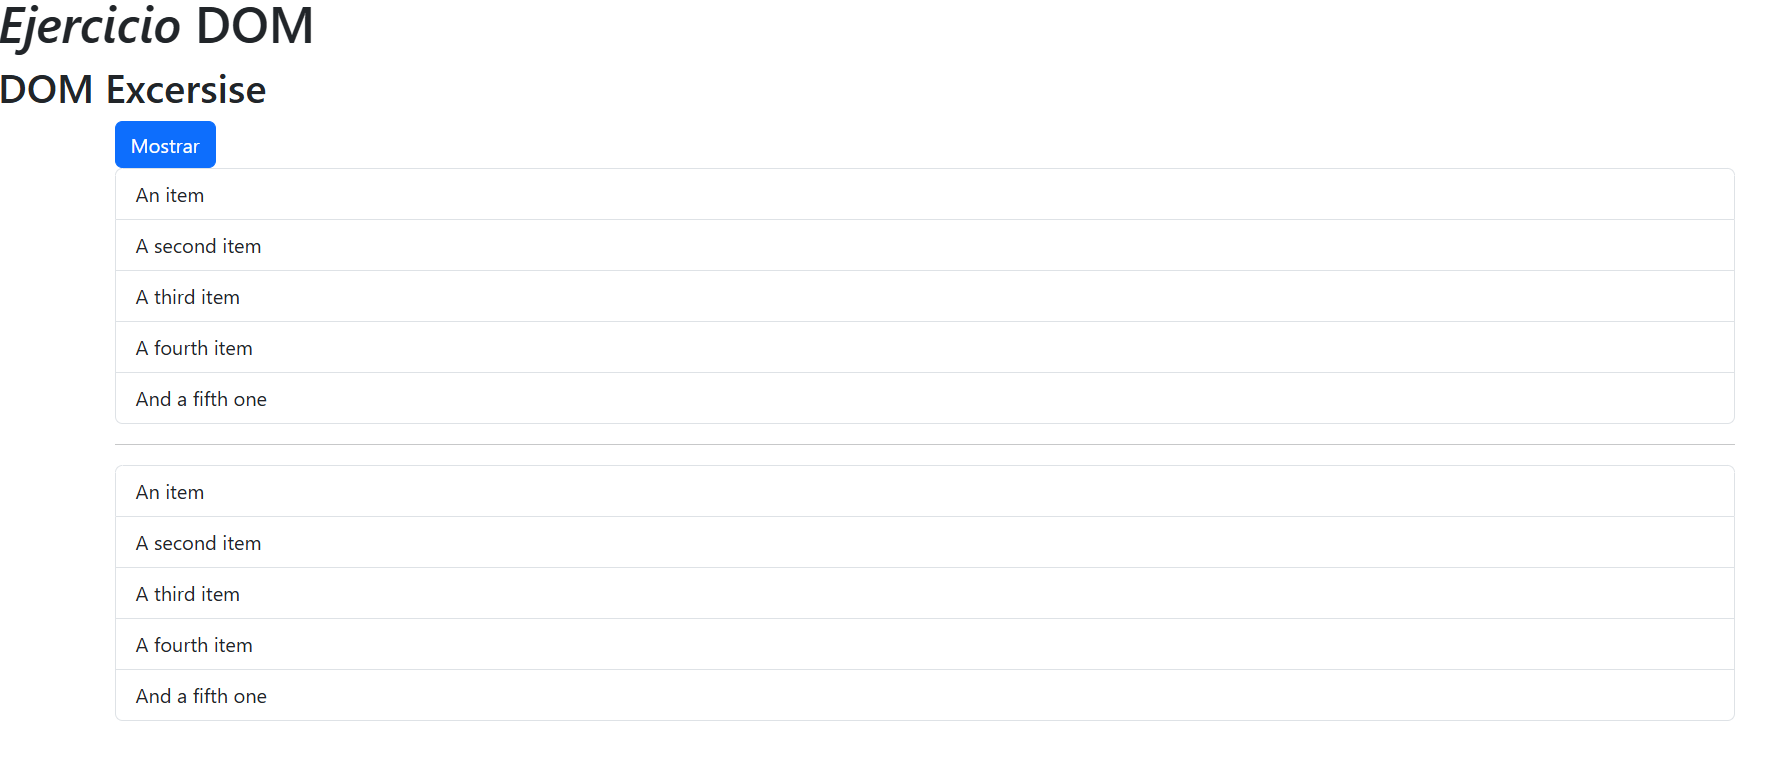 Ejercicio DOM
DOM Excersise
Mostrar
An item
A second item
A third item
A fourth item
And a fifth one
An item
A second item
A third item
A fourth item
And a fifth one